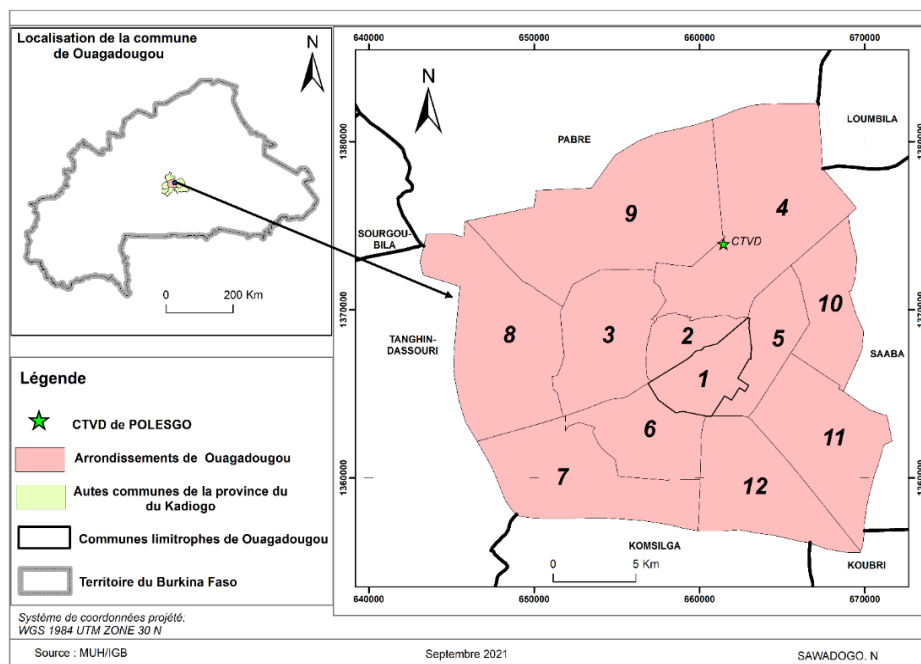 Localisation de la commune
de Ouagadougou
N
0 200 Km
Légende
CTVD de POLESGO
Arrondissements de Ouagadougou
Autes communes de la province du
du Kadiogo
Communes limitrophes de Ouagadougou
Territoire du Burkina Faso
Système de coordonnées projété:
WGS 1984 UTM ZONE 30 N
640000 650000 660000 670000
N
PABRE
LOUMBILA
1380000 1380000
9
4
SOURGOU-
BILA
CTVD
10
1370000 1370000
8
3
2
5
TANGHIN-
DASSOURI
SAABA
1
6
11
7
12
1360000 1360000
KOMSILGA
0 5 Km
KOUBRI
640000 650000 660000 670000
Source : MUH/IGB Septembre 2021 SAWADOGO. N